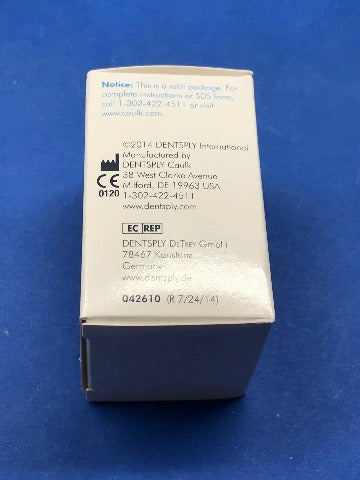 Notice: This is a refill package. For
complete instructions or SDS form,
call 1-302-422-4511 or visit
www.caulk.com.
©2014 DENTSPLY International
Manufactured by
DENTSPLY Caulk
38 West Clarke Avenue
Milford, DE 19963 USA
1-302-422-4511
www.dentsply.com
CE
0120
EC REP
DENTSPLY DeTrey GmbH
78467 Konstanz
Germany
www.dentsply.de
042610 (R 7/24/14)